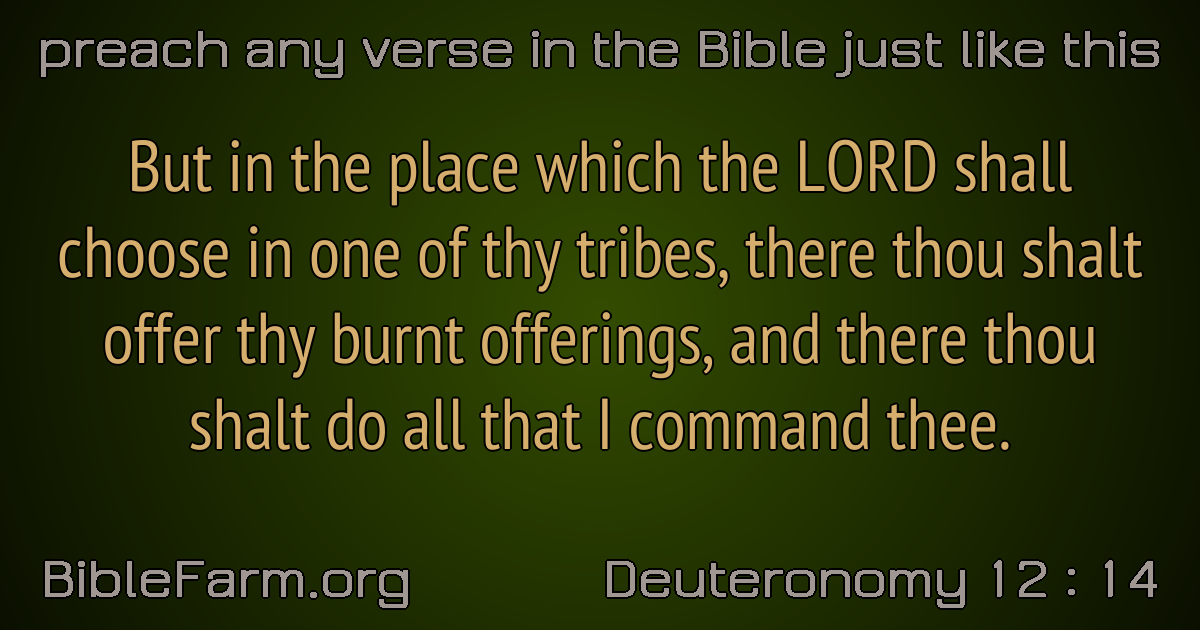 preach any verse in the Bible just like this
But in the place which the LORD shall
choose in one of thy tribes, there thou shalt
offer thy burnt offerings, and there thou
shalt do all that I command thee.
BibleFarm.org
Deuteronomy 12 : 14